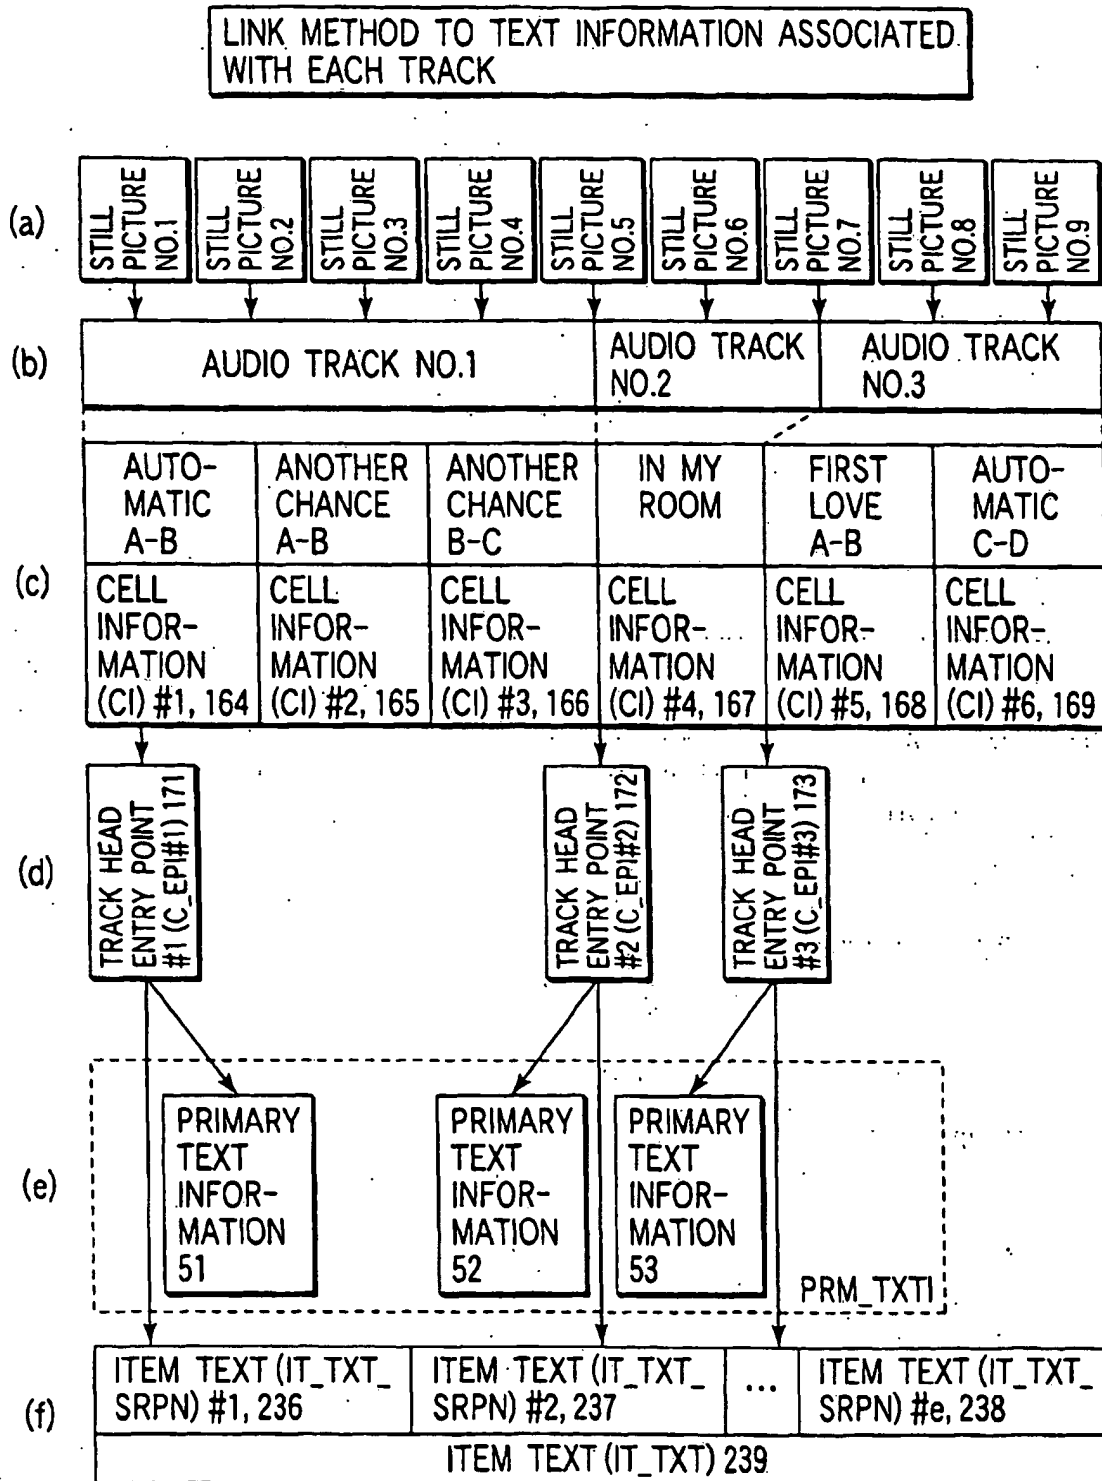 LINK METHOD TO TEXT INFORMATION ASSOCIATED
WITH EACH TRACK
(a)
STILL
PICTURE
NO.1
STILL
PICTURE
NO.2
STILL
PICTURE
NO.3
STILL
PICTURE
NO.4
STILL
PICTURE
NO.5
STILL
PICTURE
NO.6
STILL
PICTURE
NO.7
STILL
PICTURE
NO.8
STILL
PICTURE
NO.9
(b)
AUDIO TRACK NO.1
AUDIO TRACK
NO.2
AUDIO TRACK
NO.3
(c)
AUTO-
MATIC
A-B
ANOTHER
CHANCE
A-B
ANOTHER
CHANCE
B-C
IN MY
ROOM
FIRST
LOVE
A-B
AUTO-
MATIC
C-D
CELL
INFOR-
MATION
(CI) #1, 164
CELL
INFOR-
MATION
(CI) #2, 165
CELL
INFOR-
MATION
(CI) #3, 166
CELL
INFOR-
MATION
(CI) #4, 167
CELL
INFOR-
MATION
(CI) #5, 168
CELL
INFOR-
MATION
(CI) #6, 169
(d)
TRACK HEAD
ENTRY POINT
#1 (C_EPI#1) 171
TRACK HEAD
ENTRY POINT
#2 (C_EPI#2) 172
TRACK HEAD
ENTRY POINT
#3 (C_EPI#3) 173
(e)
PRIMARY
TEXT
INFOR-
MATION
51
PRIMARY
TEXT
INFOR-
MATION
52
PRIMARY
TEXT
INFOR-
MATION
53
PRM_TXTI
(f)
ITEM TEXT (IT_TXT_
SRPN) #1, 236
ITEM TEXT (IT_TXT_
SRPN) #2, 237
...
ITEM TEXT (IT_TXT_
SRPN) #e, 238
ITEM TEXT (IT_TXT) 239